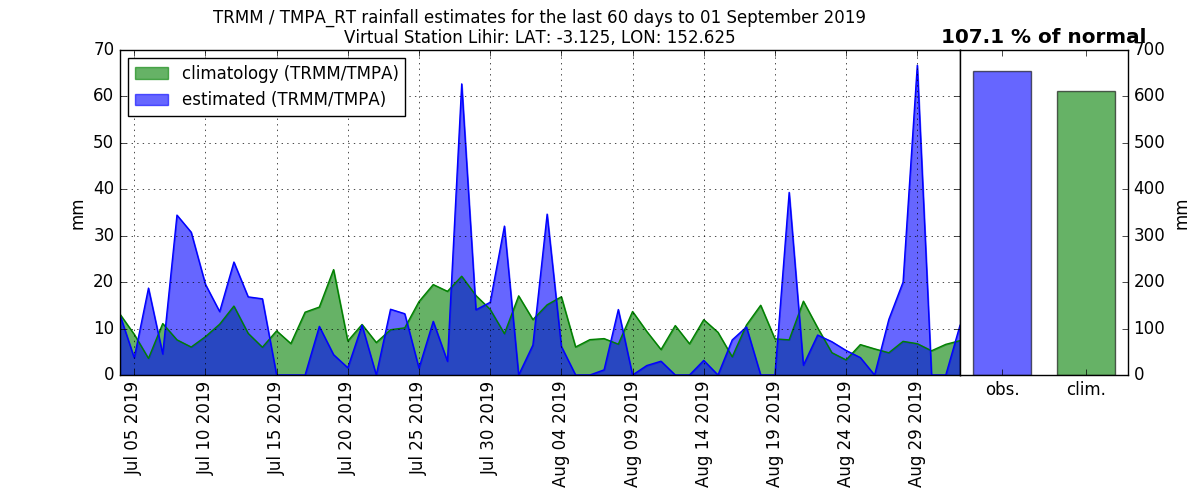 TRMM / TMPA_RT rainfall estimates for the last 60 days to 01 September 2019
Virtual Station Lihir: LAT: -3.125, LON: 152.625
107.1 % of normal
climatology (TRMM/TMPA)
estimated (TRMM/TMPA)
70
60
50
40
30
20
10
0
mm
Jul 05 2019
Jul 10 2019
Jul 15 2019
Jul 20 2019
Jul 25 2019
Jul 30 2019
Aug 04 2019
Aug 09 2019
Aug 14 2019
Aug 19 2019
Aug 24 2019
Aug 29 2019
obs.
clim.
700
600
500
400
300
200
100
0
mm